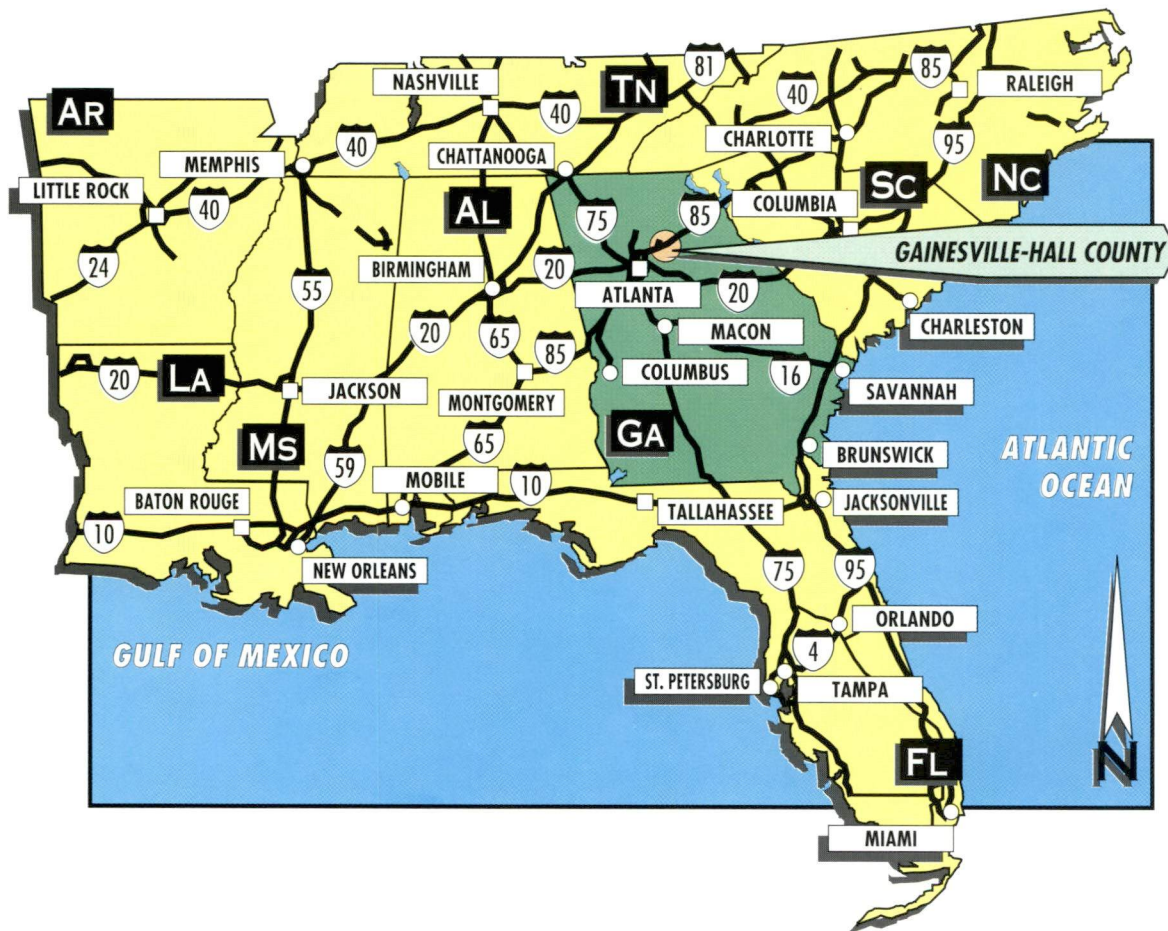 81
85
NASHVILLE
TN
RALEIGH
AR
40
40
CHARLOTTE
95
MEMPHIS
40
CHATTANOOGA
SC
NC
LITTLE ROCK
40
AL
COLUMBIA
75
85
GAINESVILLE-HALL COUNTY
24
55
BIRMINGHAM
20
ATLANTA
20
CHARLESTON
20
65
MACON
85
20
LA
COLUMBUS
16
JACKSON
MONTGOMERY
SAVANNAH
MS
GA
65
BRUNSWICK
ATLANTIC
OCEAN
59
MOBILE
10
BATON ROUGE
TALLAHASSEE
JACKSONVILLE
10
NEW ORLEANS
75
95
ORLANDO
GULF OF MEXICO
4
ST. PETERSBURG
TAMPA
FL
N
MIAMI